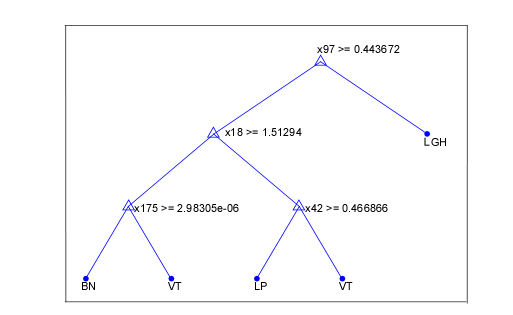 x97 >= 0.443672
x18 >= 1.51294
LGH
x175 >= 2.98305e-06
x42 >= 0.466866
BN
VT
LP
VT